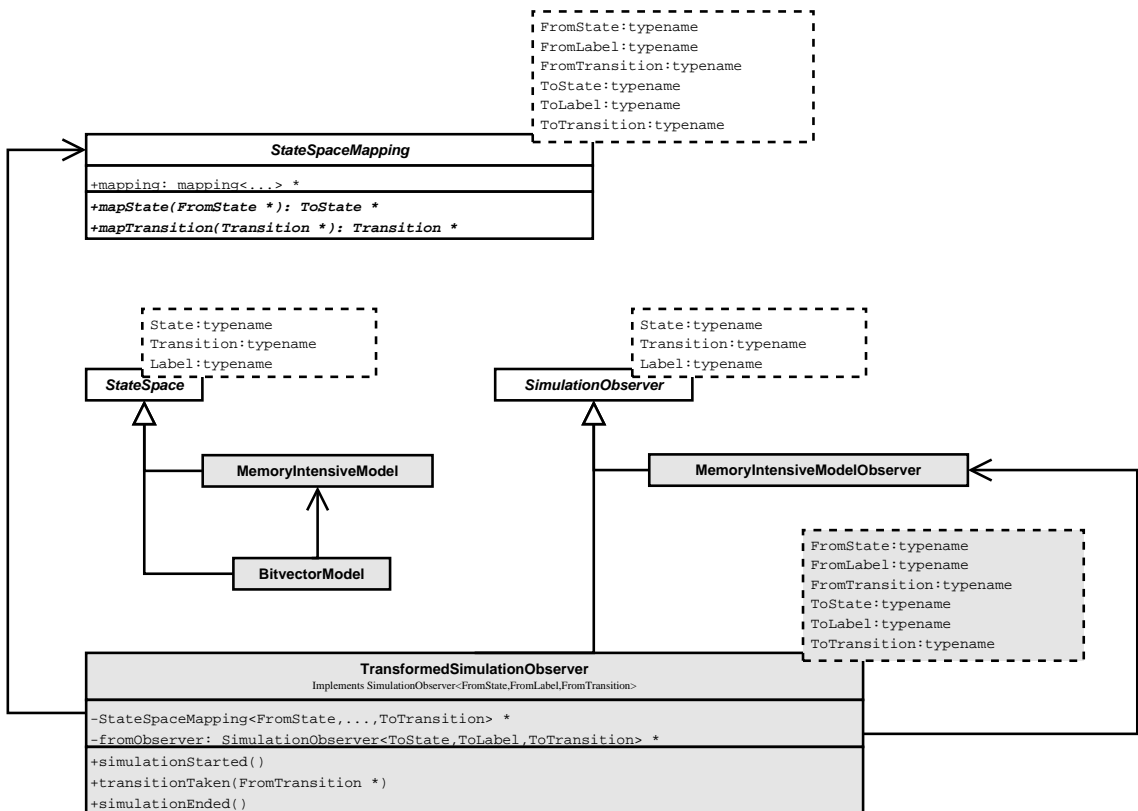 FromState:typename
FromLabel:typename
FromTransition:typename
ToState:typename
ToLabel:typename
ToTransition:typename
StateSpaceMapping
+mapping: mapping<...> *
+mapState(FromState *): ToState *
+mapTransition(Transition *): Transition *
State:typename
Transition:typename
Label:typename
StateSpace
State:typename
Transition:typename
Label:typename
SimulationObserver
MemoryIntensiveModel
MemoryIntensiveModelObserver
BitvectorModel
FromState:typename
FromLabel:typename
FromTransition:typename
ToState:typename
ToLabel:typename
ToTransition:typename
TransformedSimulationObserver
Implements SimulationObserver<FromState,FromLabel,FromTransition>
-StateSpaceMapping<FromState,...,ToTransition> *
-fromObserver: SimulationObserver<ToState,ToLabel,ToTransition> *
+simulationStarted()
+transitionTaken(FromTransition *)
+simulationEnded()